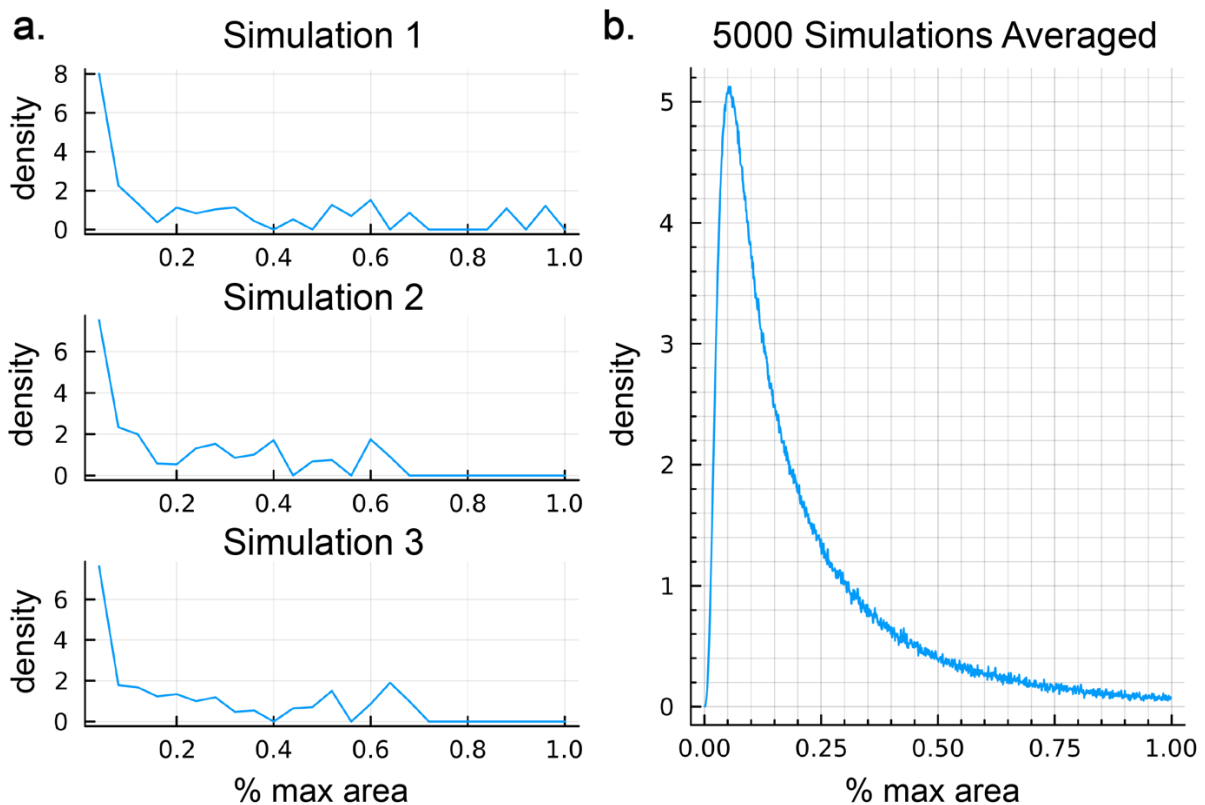 a.
Simulation 1
density
8
6
4
2
0
0.2 0.4 0.6 0.8 1.0
Simulation 2
density
6
4
2
0
0.2 0.4 0.6 0.8 1.0
Simulation 3
density
6
4
2
0
0.2 0.4 0.6 0.8 1.0
% max area
b.
5000 Simulations Averaged
density
5
4
3
2
1
0
0.00 0.25 0.50 0.75 1.00
% max area